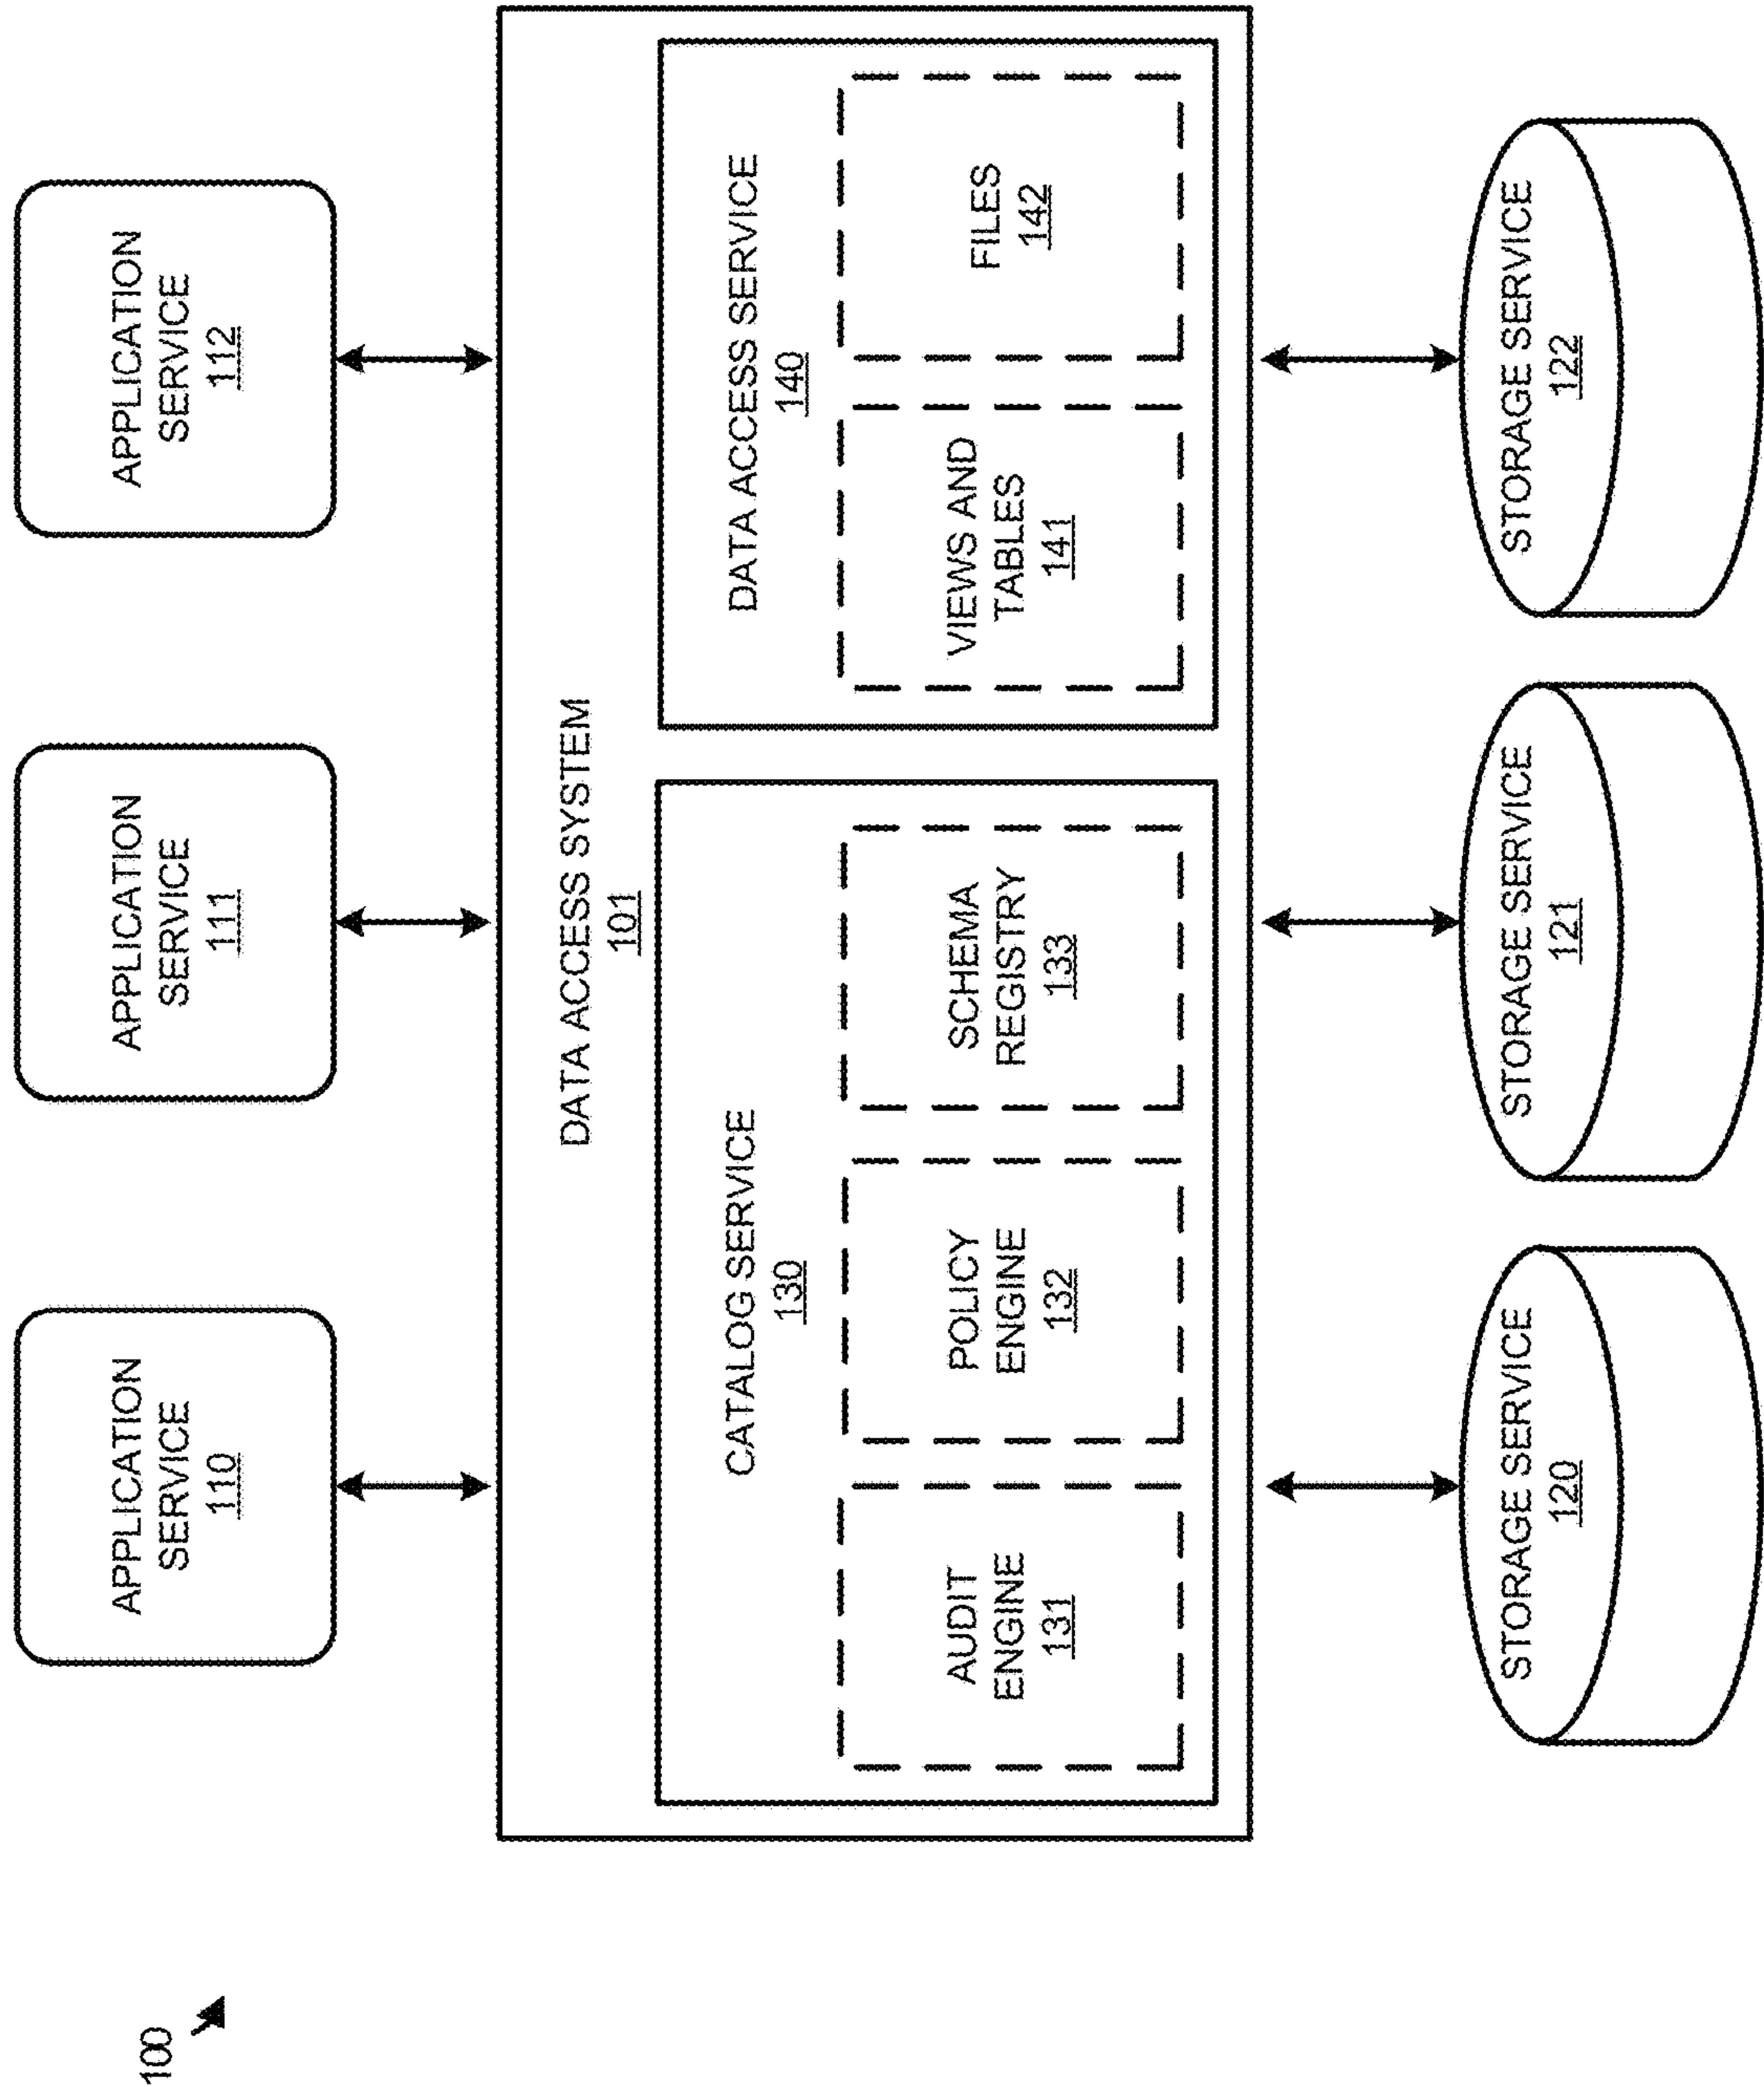 100
APPLICATION
SERVICE
110
APPLICATION
SERVICE
111
APPLICATION
SERVICE
112
DATA ACCESS SYSTEM
101
CATALOG SERVICE
130
AUDIT
ENGINE
131
POLICY
ENGINE
132
SCHEMA
REGISTRY
133
DATA ACCESS SERVICE
140
VIEWS AND
TABLES
141
FILES
142
STORAGE SERVICE
120
STORAGE SERVICE
121
STORAGE SERVICE
122